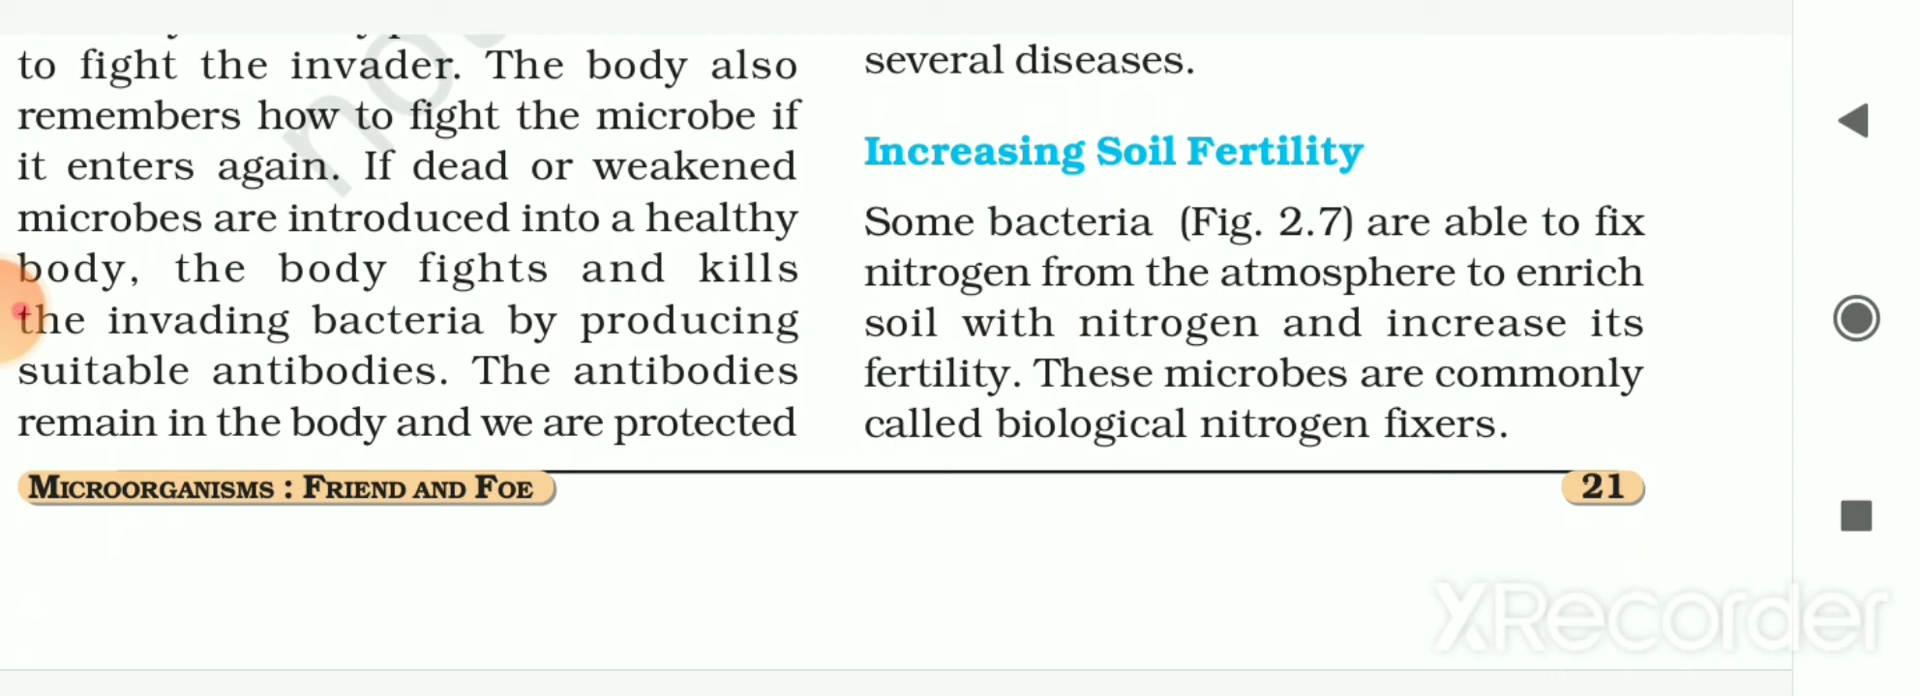 to fight the invader. The body also
remembers how to fight the microbe if
it enters again. If dead or weakened
microbes are introduced into a healthy
body, the body fights and kills
the invading bacteria by producing
suitable antibodies. The antibodies
remain in the body and we are protected
several diseases.
Increasing Soil Fertility
Some bacteria (Fig. 2.7) are able to fix
nitrogen from the atmosphere to enrich
soil with nitrogen and increase its
fertility. These microbes are commonly
called biological nitrogen fixers.
MICROORGANISMS : FRIEND AND FOE
21
XRecorder